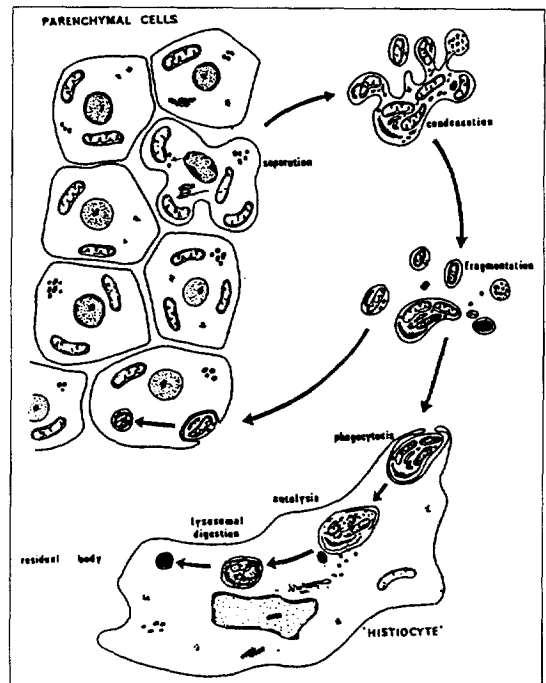 PARENCHYMAL CELLS
condensation
separation
fragmentation
phagocytosis
autolysis
lysosomal
digestion
residual body
"HISTIOCYTE"